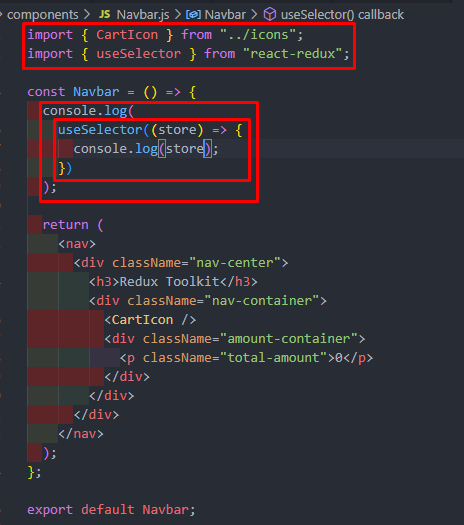 components > Navbar.js > Navbar > useSelector() callback
import { CartIcon } from "../icons";
import { useSelector } from "react-redux";
const Navbar = () => {
console.log(
useSelector((store) => {
console.log(store);
})
);
return (
<nav>
<div className="nav-center">
<h3>Redux Toolkit</h3>
<div className="nav-container">
<CartIcon />
<div className="amount-container">
<p className="total-amount">0</p>
</div>
</div>
</div>
</nav>
);
};
export default Navbar;